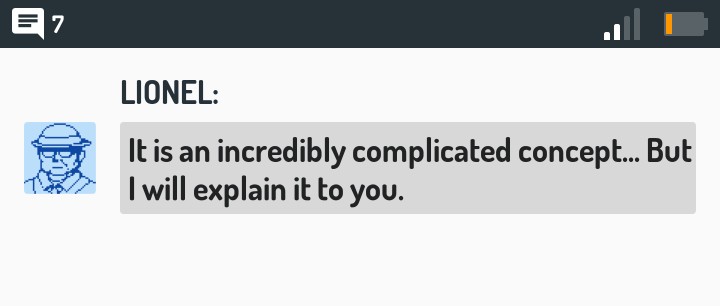 7
LIONEL:
It is an incredibly complicated concept... But
I will explain it to you.